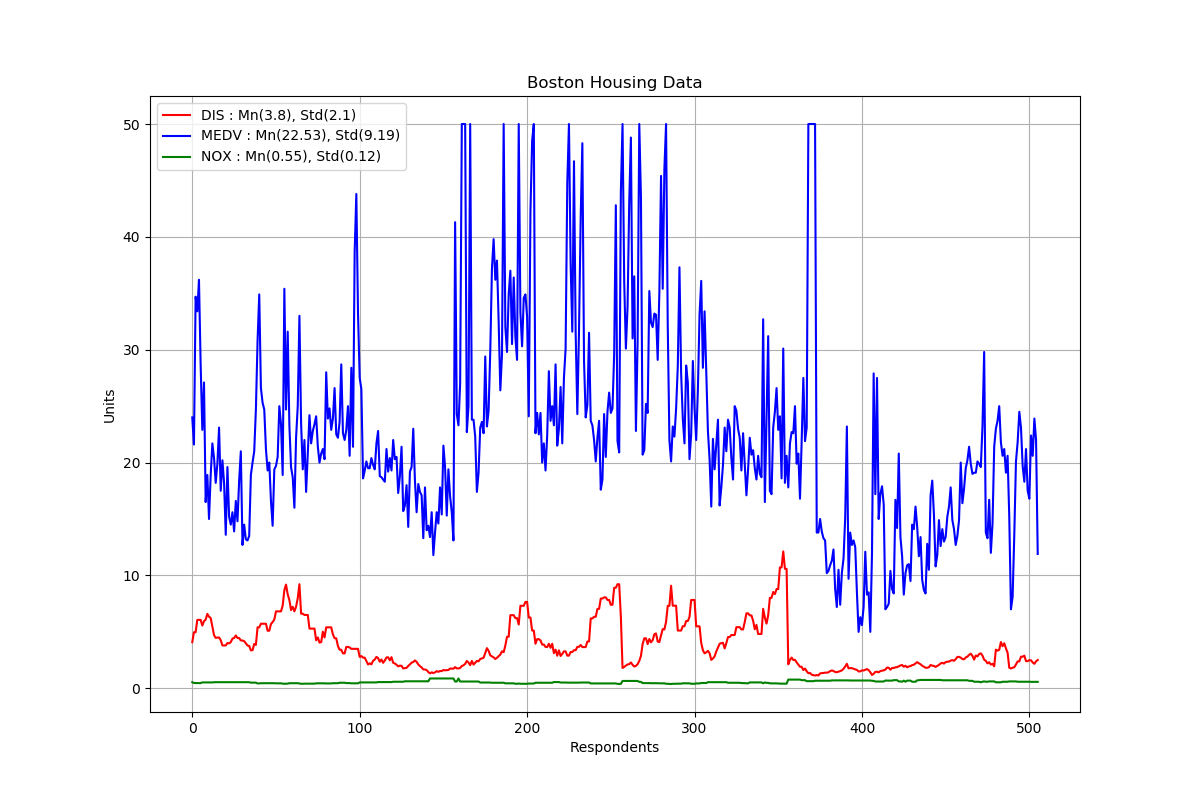 Boston Housing Data
DIS : Mn(3.8), Std(2.1)
MEDV : Mn(22.53), Std(9.19)
NOX : Mn(0.55), Std(0.12)
50
40
30
20
10
0
Units
0 100 200 300 400 500
Respondents